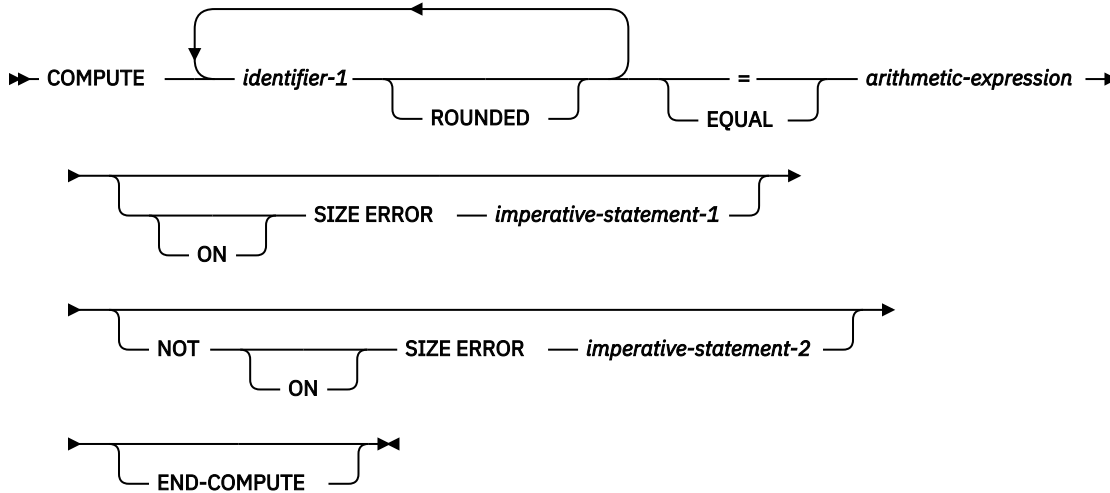 COMPUTE identifier-1 = arithmetic-expression
ROUNDED EQUAL
SIZE ERROR imperative-statement-1
ON
NOT SIZE ERROR imperative-statement-2
ON
END-COMPUTE